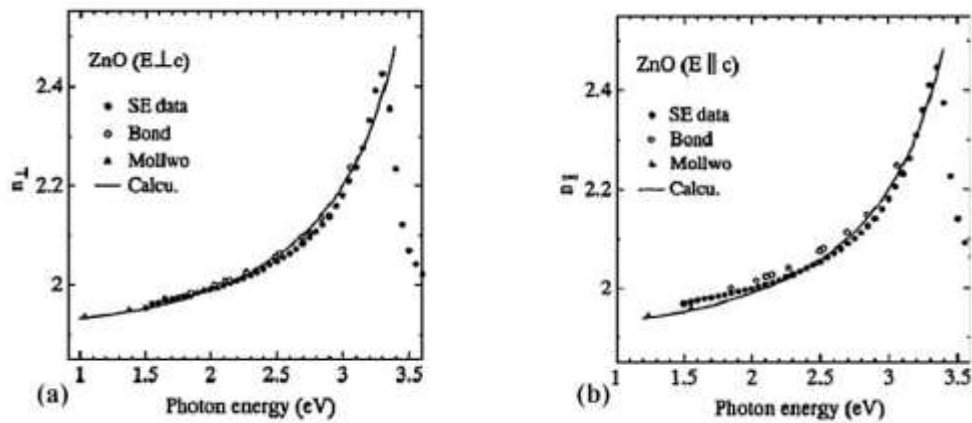 ZnO (E⊥c)
SE data
Bond
Mollwo
Calcu.
n⊥
2.4
2.2
2
1 1.5 2 2.5 3 3.5
Photon energy (eV)
(a)
ZnO (E ∥ c)
SE data
Bond
Mollwo
Calcu.
n∥
2.4
2.2
2
1 1.5 2 2.5 3 3.5
Photon energy (eV)
(b)